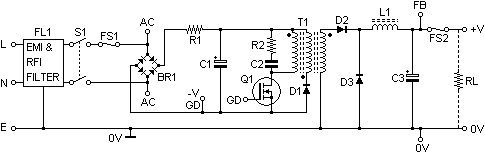 FL1
EMI &
RFI
FILTER
L
N
E
S1
FS1
AC
AC
BR1
R1
C1
-V
GD
R2
C2
Q1
GD
T1
D1
D2
D3
L1
FB
FS2
C3
RL
+V
0V
0V
0V